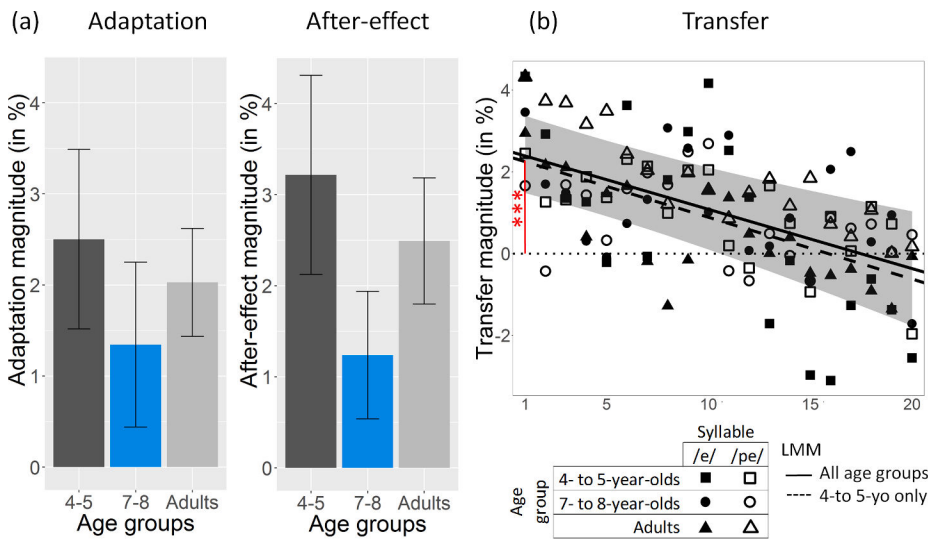 (a) Adaptation After-effect (b) Transfer
Adaptation magnitude (in %)
4
3
2
1
0
4-5 7-8 Adults
Age groups
After-effect magnitude (in %)
4
3
2
1
0
4-5 7-8 Adults
Age groups
Transfer magnitude (in %)
4
2
0
-2
***
1 5 10 15 20
Syllable
/e/ /pe/
Age group
4- to 5-year-olds
7- to 8-year-olds
Adults
LMM
All age groups
4-to 5-yo only